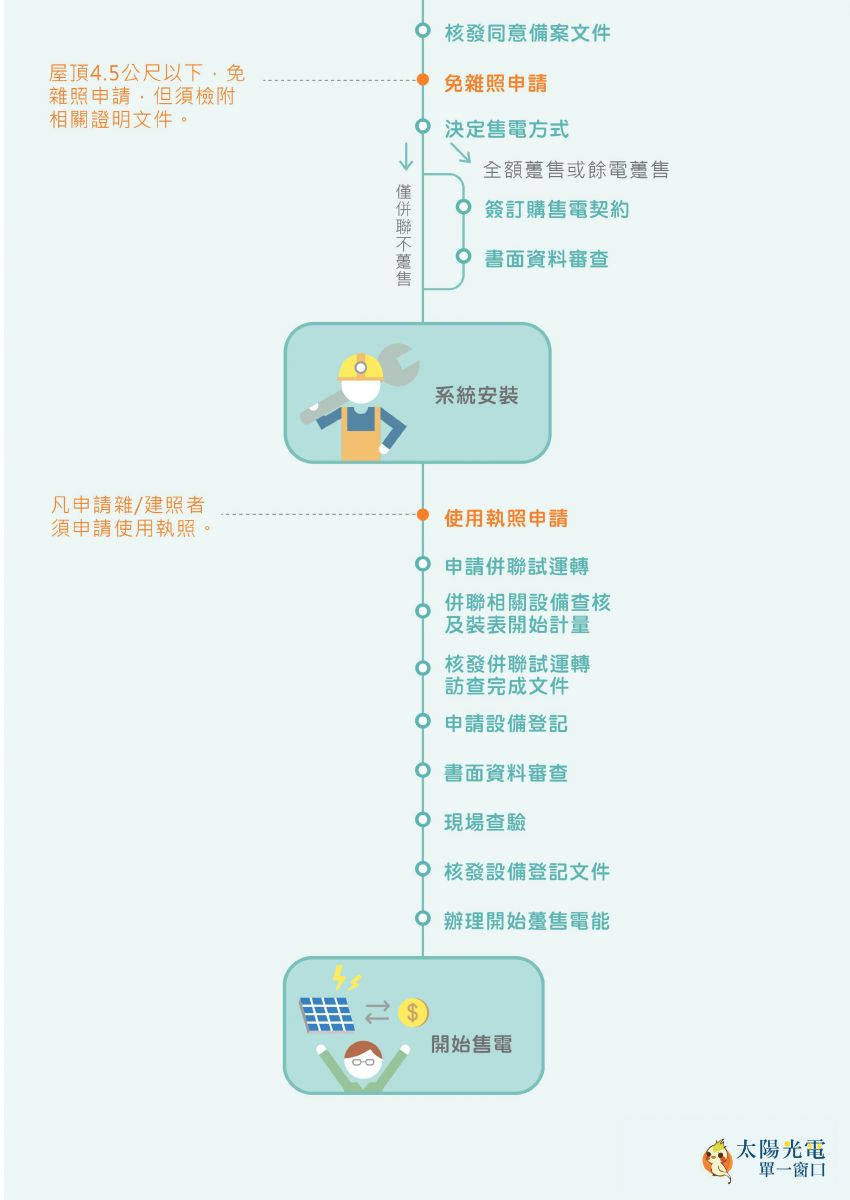 核發同意備案文件
屋頂4.5公尺以下，免
雜照申請，但須檢附
相關證明文件。
免雜照申請
決定售電方式
全額躉售或餘電躉售
僅併聯不躉售
簽訂購售電契約
書面資料審查
系統安裝
凡申請雜/建照者
須申請使用執照。
使用執照申請
申請併聯試運轉
併聯相關設備查核
及裝表開始計量
核發併聯試運轉
訪查完成文件
申請設備登記
書面資料審查
現場查驗
核發設備登記文件
辦理開始躉售電能
$
開始售電
太陽光電
單一窗口